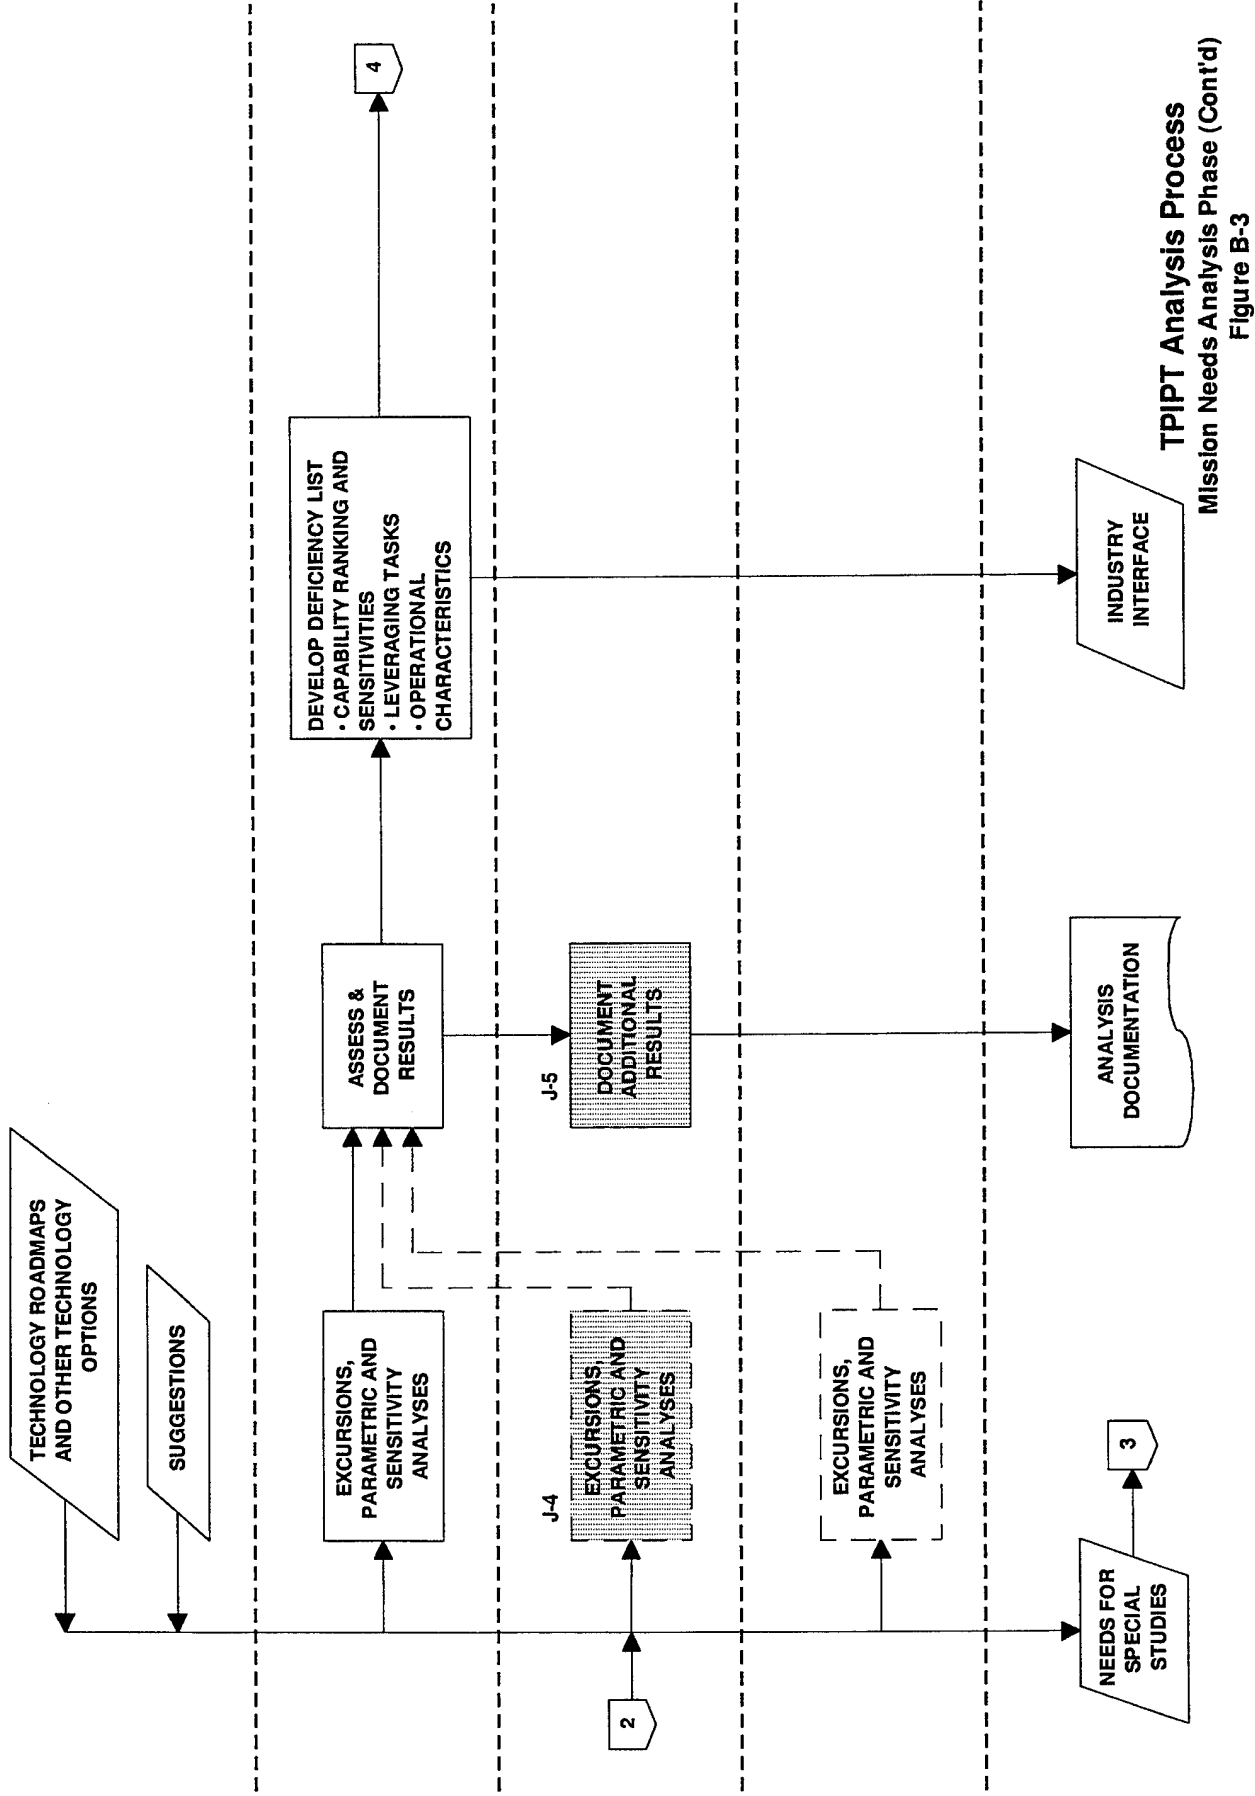 TECHNOLOGY ROADMAPS
AND OTHER TECHNOLOGY
OPTIONS
SUGGESTIONS
EXCURSIONS,
PARAMETRIC AND
SENSITIVITY
ANALYSES
ASSESS &
DOCUMENT
RESULTS
DEVELOP DEFICIENCY LIST
• CAPABILITY RANKING AND
SENSITIVITIES
• LEVERAGING TASKS
• OPERATIONAL
CHARACTERISTICS
4
2
J-4
EXCURSIONS,
PARAMETRIC AND
SENSITIVITY
ANALYSES
J-5
DOCUMENT
ADDITIONAL
RESULTS
EXCURSIONS,
PARAMETRIC AND
SENSITIVITY
ANALYSES
NEEDS FOR
SPECIAL
STUDIES
3
ANALYSIS
DOCUMENTATION
INDUSTRY
INTERFACE
TPIPT Analysis Process
Mission Needs Analysis Phase (Cont'd)
Figure B-3